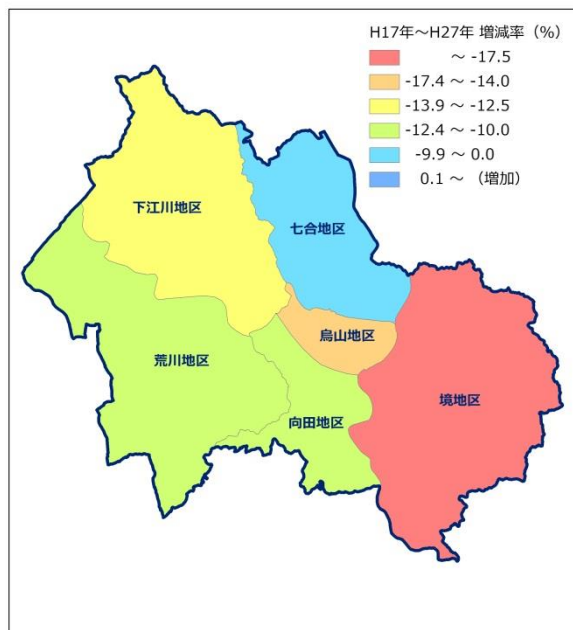 H17年～H27年 増減率（%）
～ -17.5
-17.4 ～ -14.0
-13.9 ～ -12.5
-12.4 ～ -10.0
-9.9 ～ 0.0
0.1 ～ （増加）
下江川地区
七合地区
烏山地区
荒川地区
境地区
向田地区